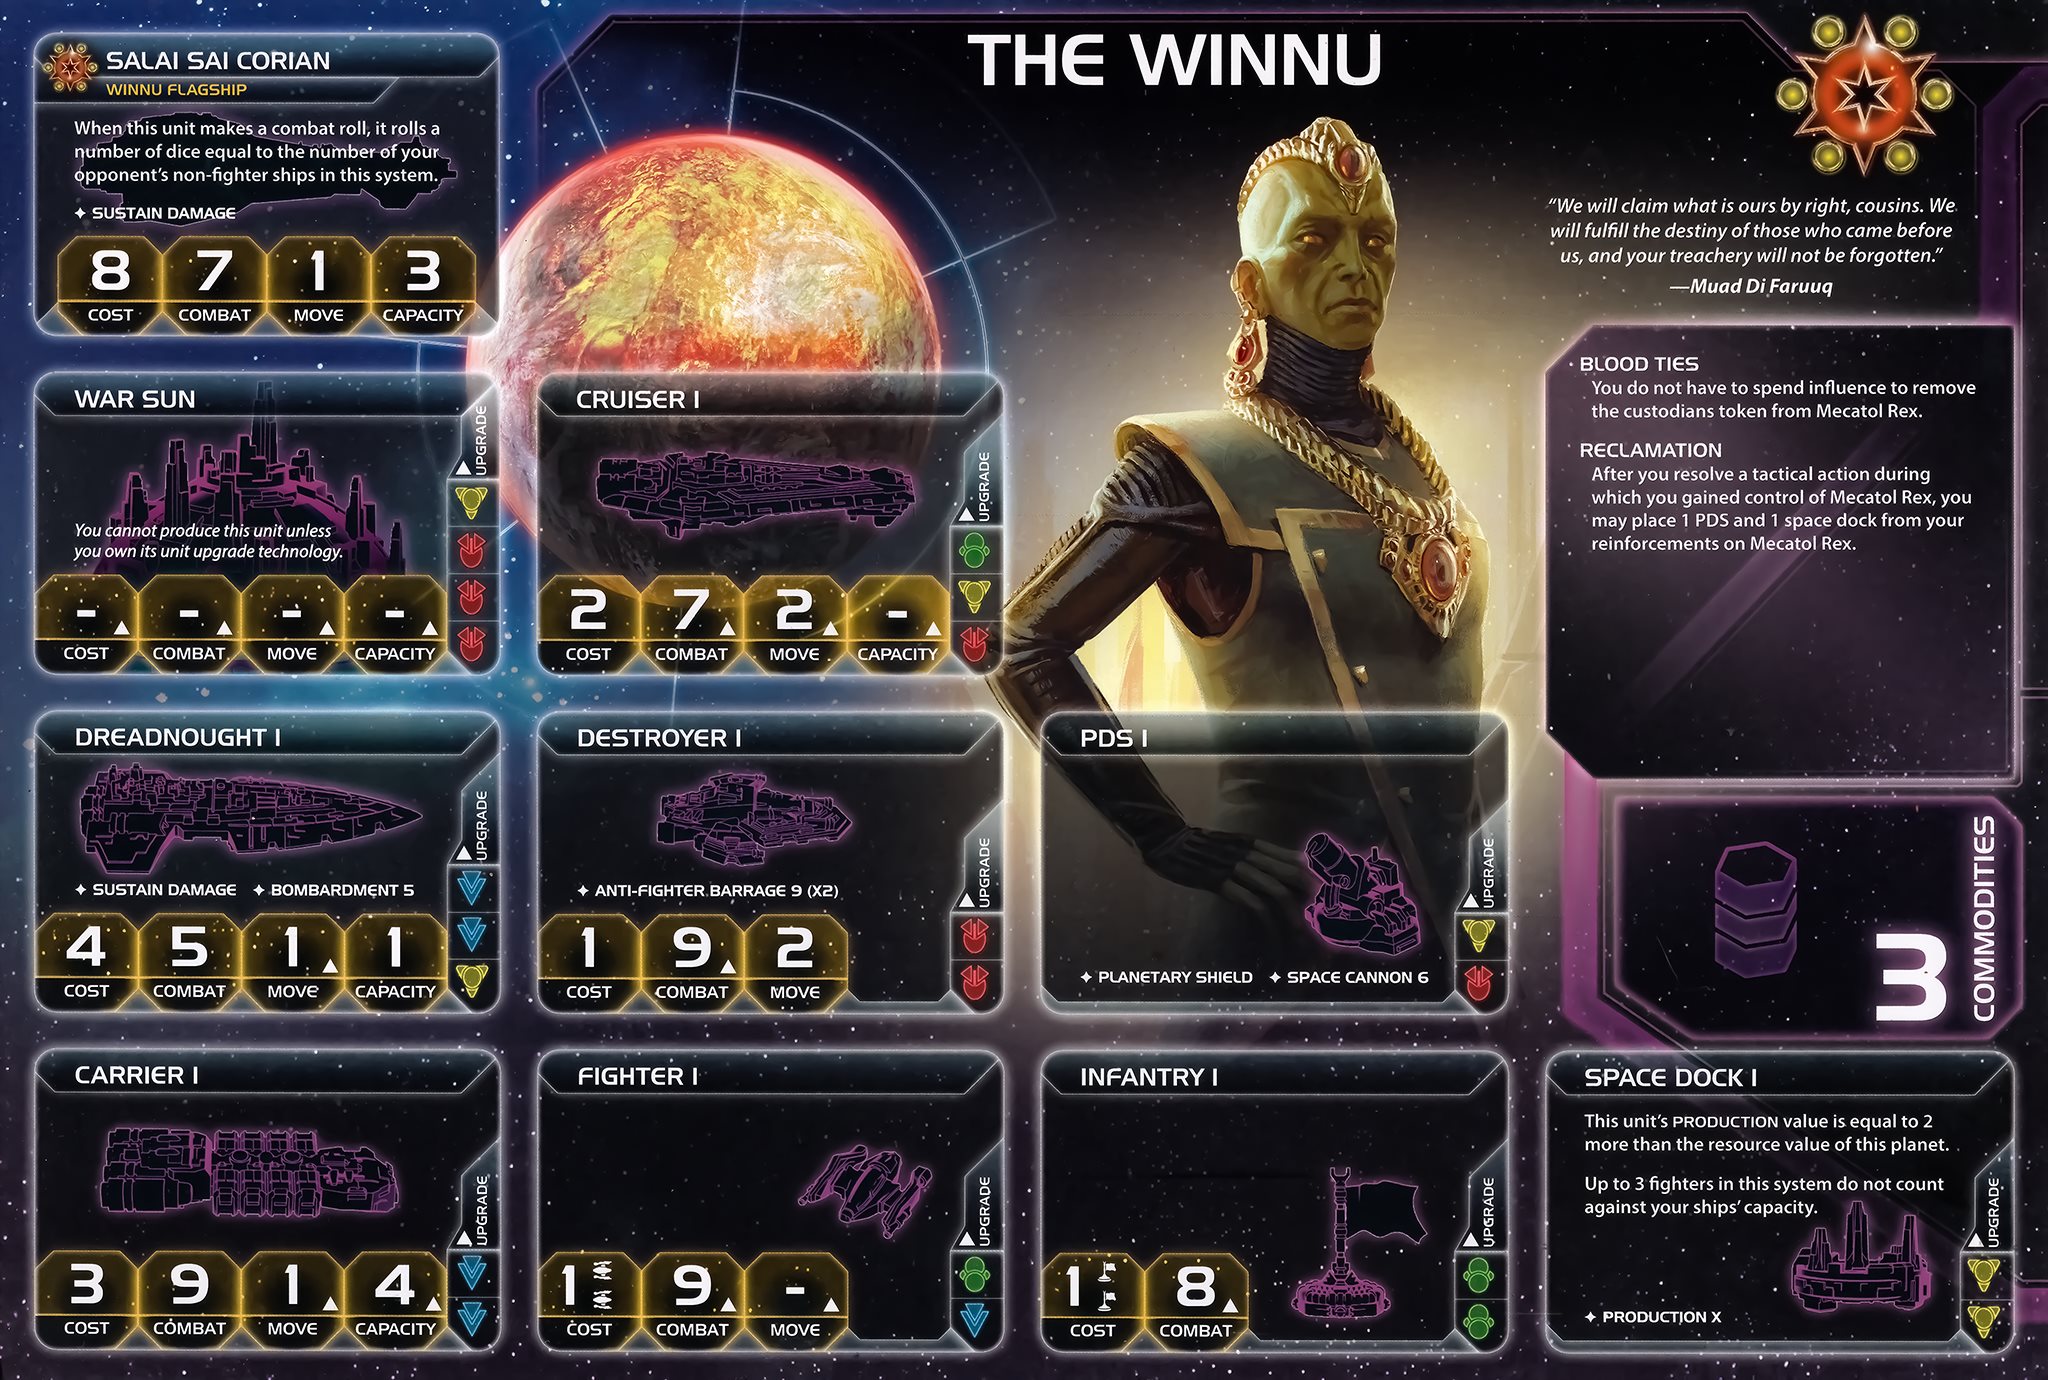 THE WINNU
SALAI SAI CORIAN
WINNU FLAGSHIP
When this unit makes a combat roll, it rolls a
number of dice equal to the number of your
opponent's non-fighter ships in this system.
✦ SUSTAIN DAMAGE
8 7 1 3
COST COMBAT MOVE CAPACITY
"We will claim what is ours by right, cousins. We
will fulfill the destiny of those who came before
us, and your treachery will not be forgotten."
—Muad Di Faruuq
BLOOD TIES
You do not have to spend influence to remove
the custodians token from Mecatol Rex.
RECLAMATION
After you resolve a tactical action during
which you gained control of Mecatol Rex, you
may place 1 PDS and 1 space dock from your
reinforcements on Mecatol Rex.
WAR SUN
UPGRADE
You cannot produce this unit unless
you own its unit upgrade technology.
- - - -
COST COMBAT MOVE CAPACITY
CRUISER I
UPGRADE
2 7 2 -
COST COMBAT MOVE CAPACITY
DREADNOUGHT I
UPGRADE
✦ SUSTAIN DAMAGE ✦ BOMBARDMENT 5
4 5 1 1
COST COMBAT MOVE CAPACITY
DESTROYER I
UPGRADE
✦ ANTI-FIGHTER BARRAGE 9 (X2)
1 9 2
COST COMBAT MOVE
PDS I
UPGRADE
✦ PLANETARY SHIELD ✦ SPACE CANNON 6
3
COMMODITIES
CARRIER I
UPGRADE
3 9 1 4
COST COMBAT MOVE CAPACITY
FIGHTER I
UPGRADE
1 9 -
COST COMBAT MOVE
INFANTRY I
UPGRADE
1 8
COST COMBAT
SPACE DOCK I
This unit's PRODUCTION value is equal to 2
more than the resource value of this planet.
Up to 3 fighters in this system do not count
against your ships' capacity.
UPGRADE
✦ PRODUCTION X